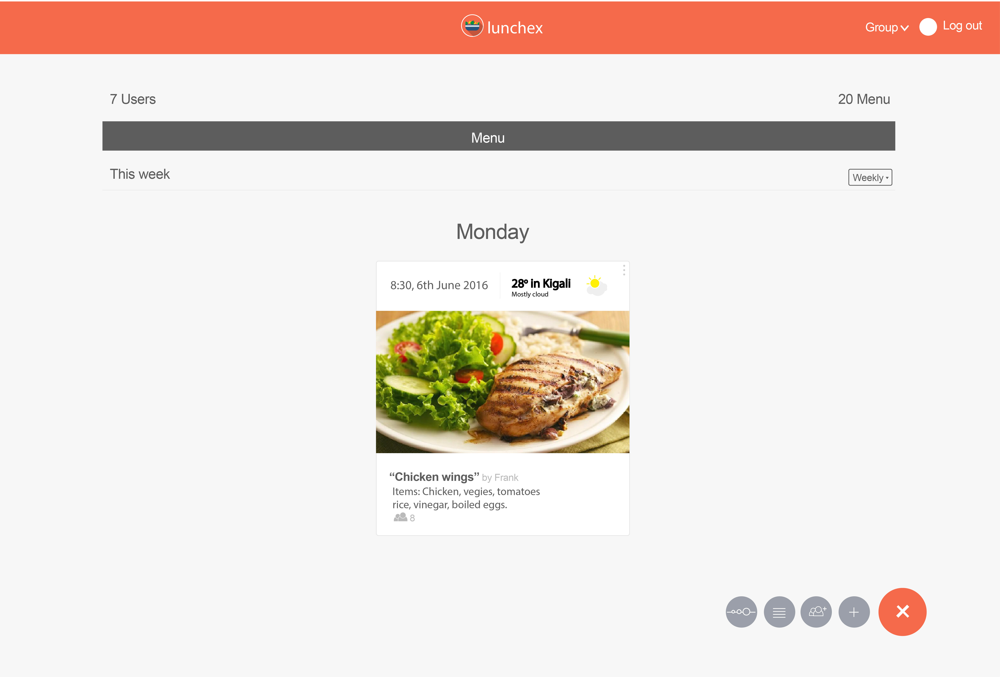 lunchex
Group
Log out
7 Users
20 Menu
Menu
This week
Weekly
Monday
8:30, 6th June 2016
28º in Kigali
Mostly cloud
“Chicken wings” by Frank
Items: Chicken, vegies, tomatoes
rice, vinegar, boiled eggs.
8